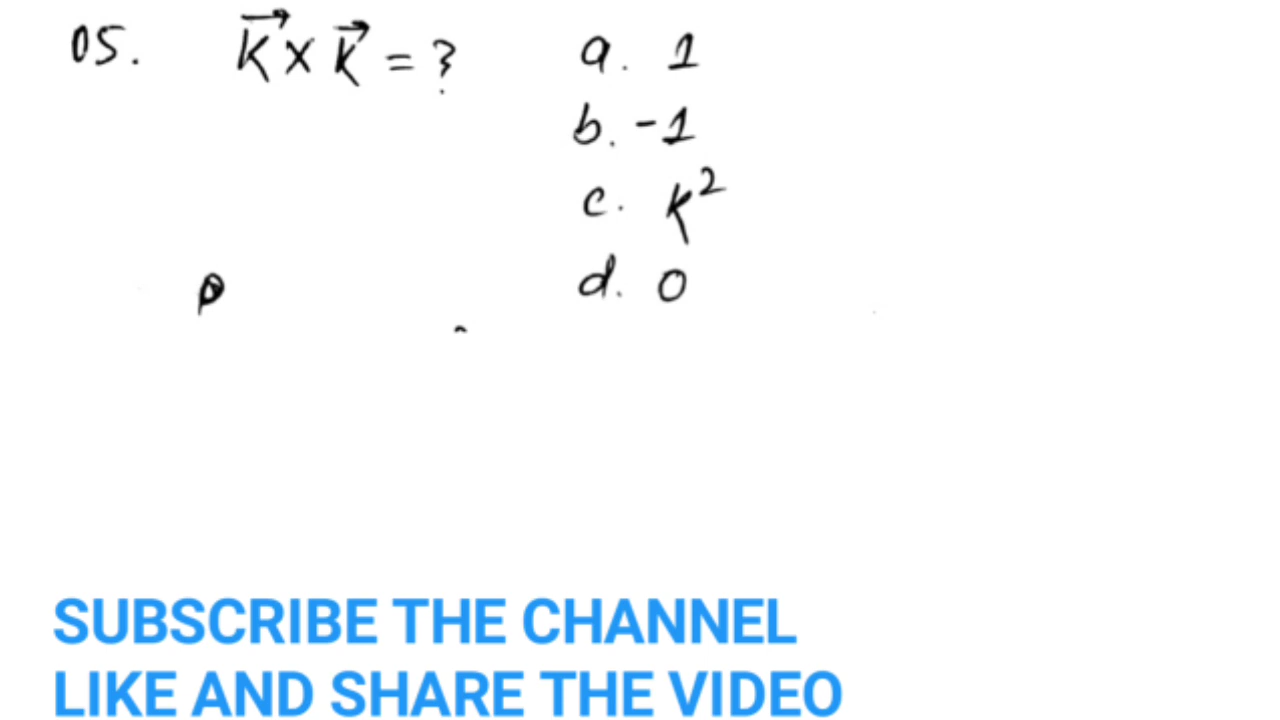 05. K⃗ × K⃗ = ? a. 1
b. -1
c. K²
d. 0
SUBSCRIBE THE CHANNEL
LIKE AND SHARE THE VIDEO